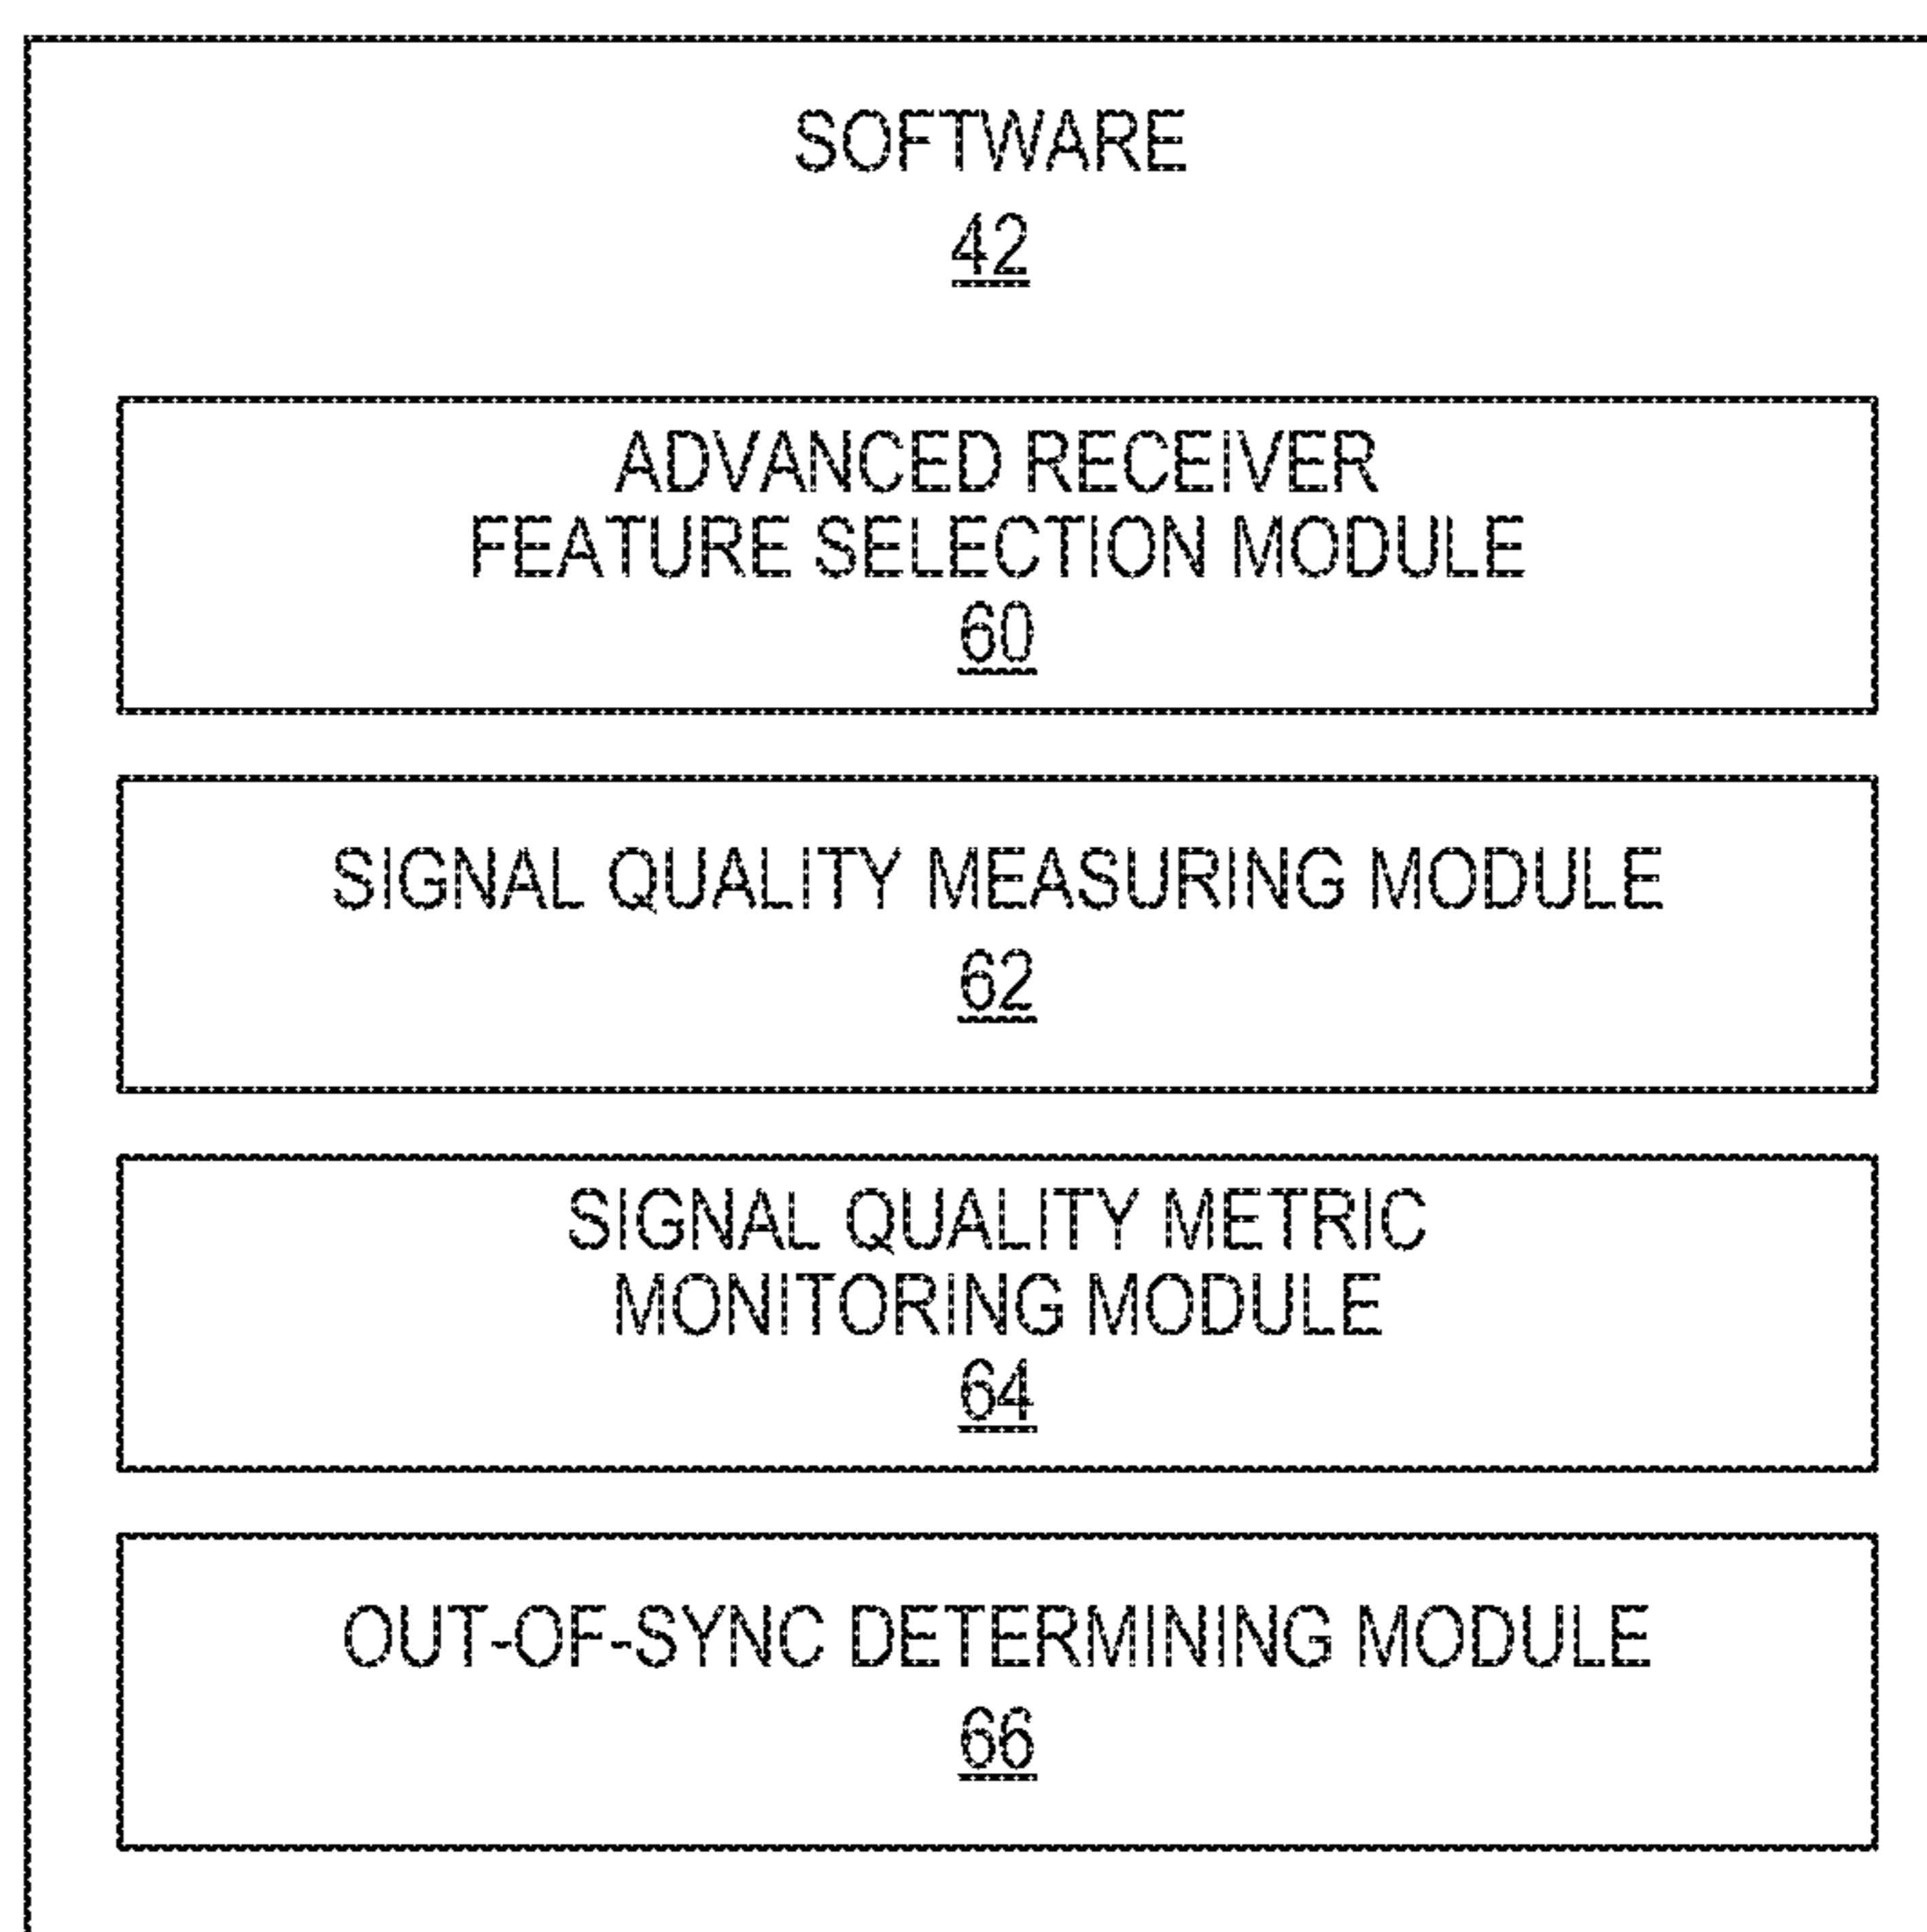 SOFTWARE
42
ADVANCED RECEIVER
FEATURE SELECTION MODULE
60
SIGNAL QUALITY MEASURING MODULE
62
SIGNAL QUALITY METRIC
MONITORING MODULE
64
OUT-OF-SYNC DETERMINING MODULE
66